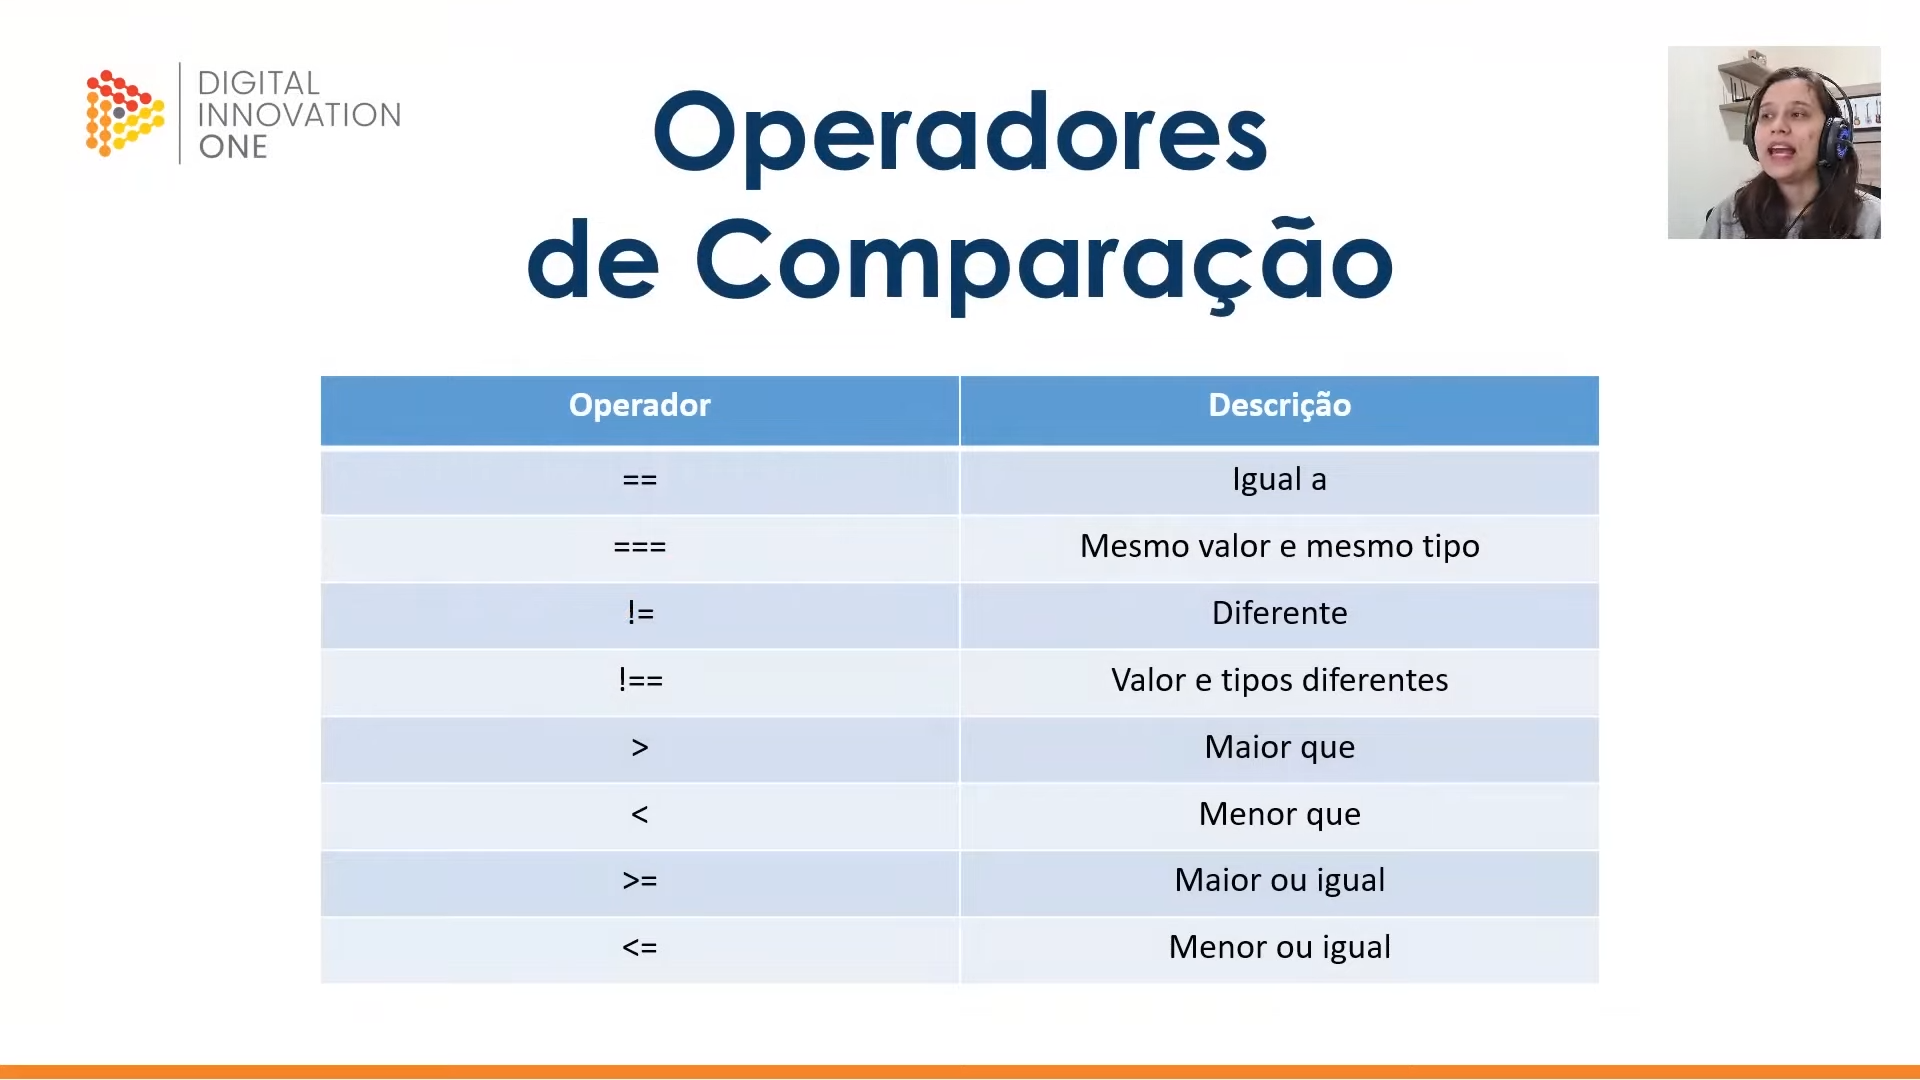 DIGITAL
INNOVATION
ONE
Operadores
de Comparação
Operador Descrição
== Igual a
=== Mesmo valor e mesmo tipo
!= Diferente
!== Valor e tipos diferentes
> Maior que
< Menor que
>= Maior ou igual
<= Menor ou igual